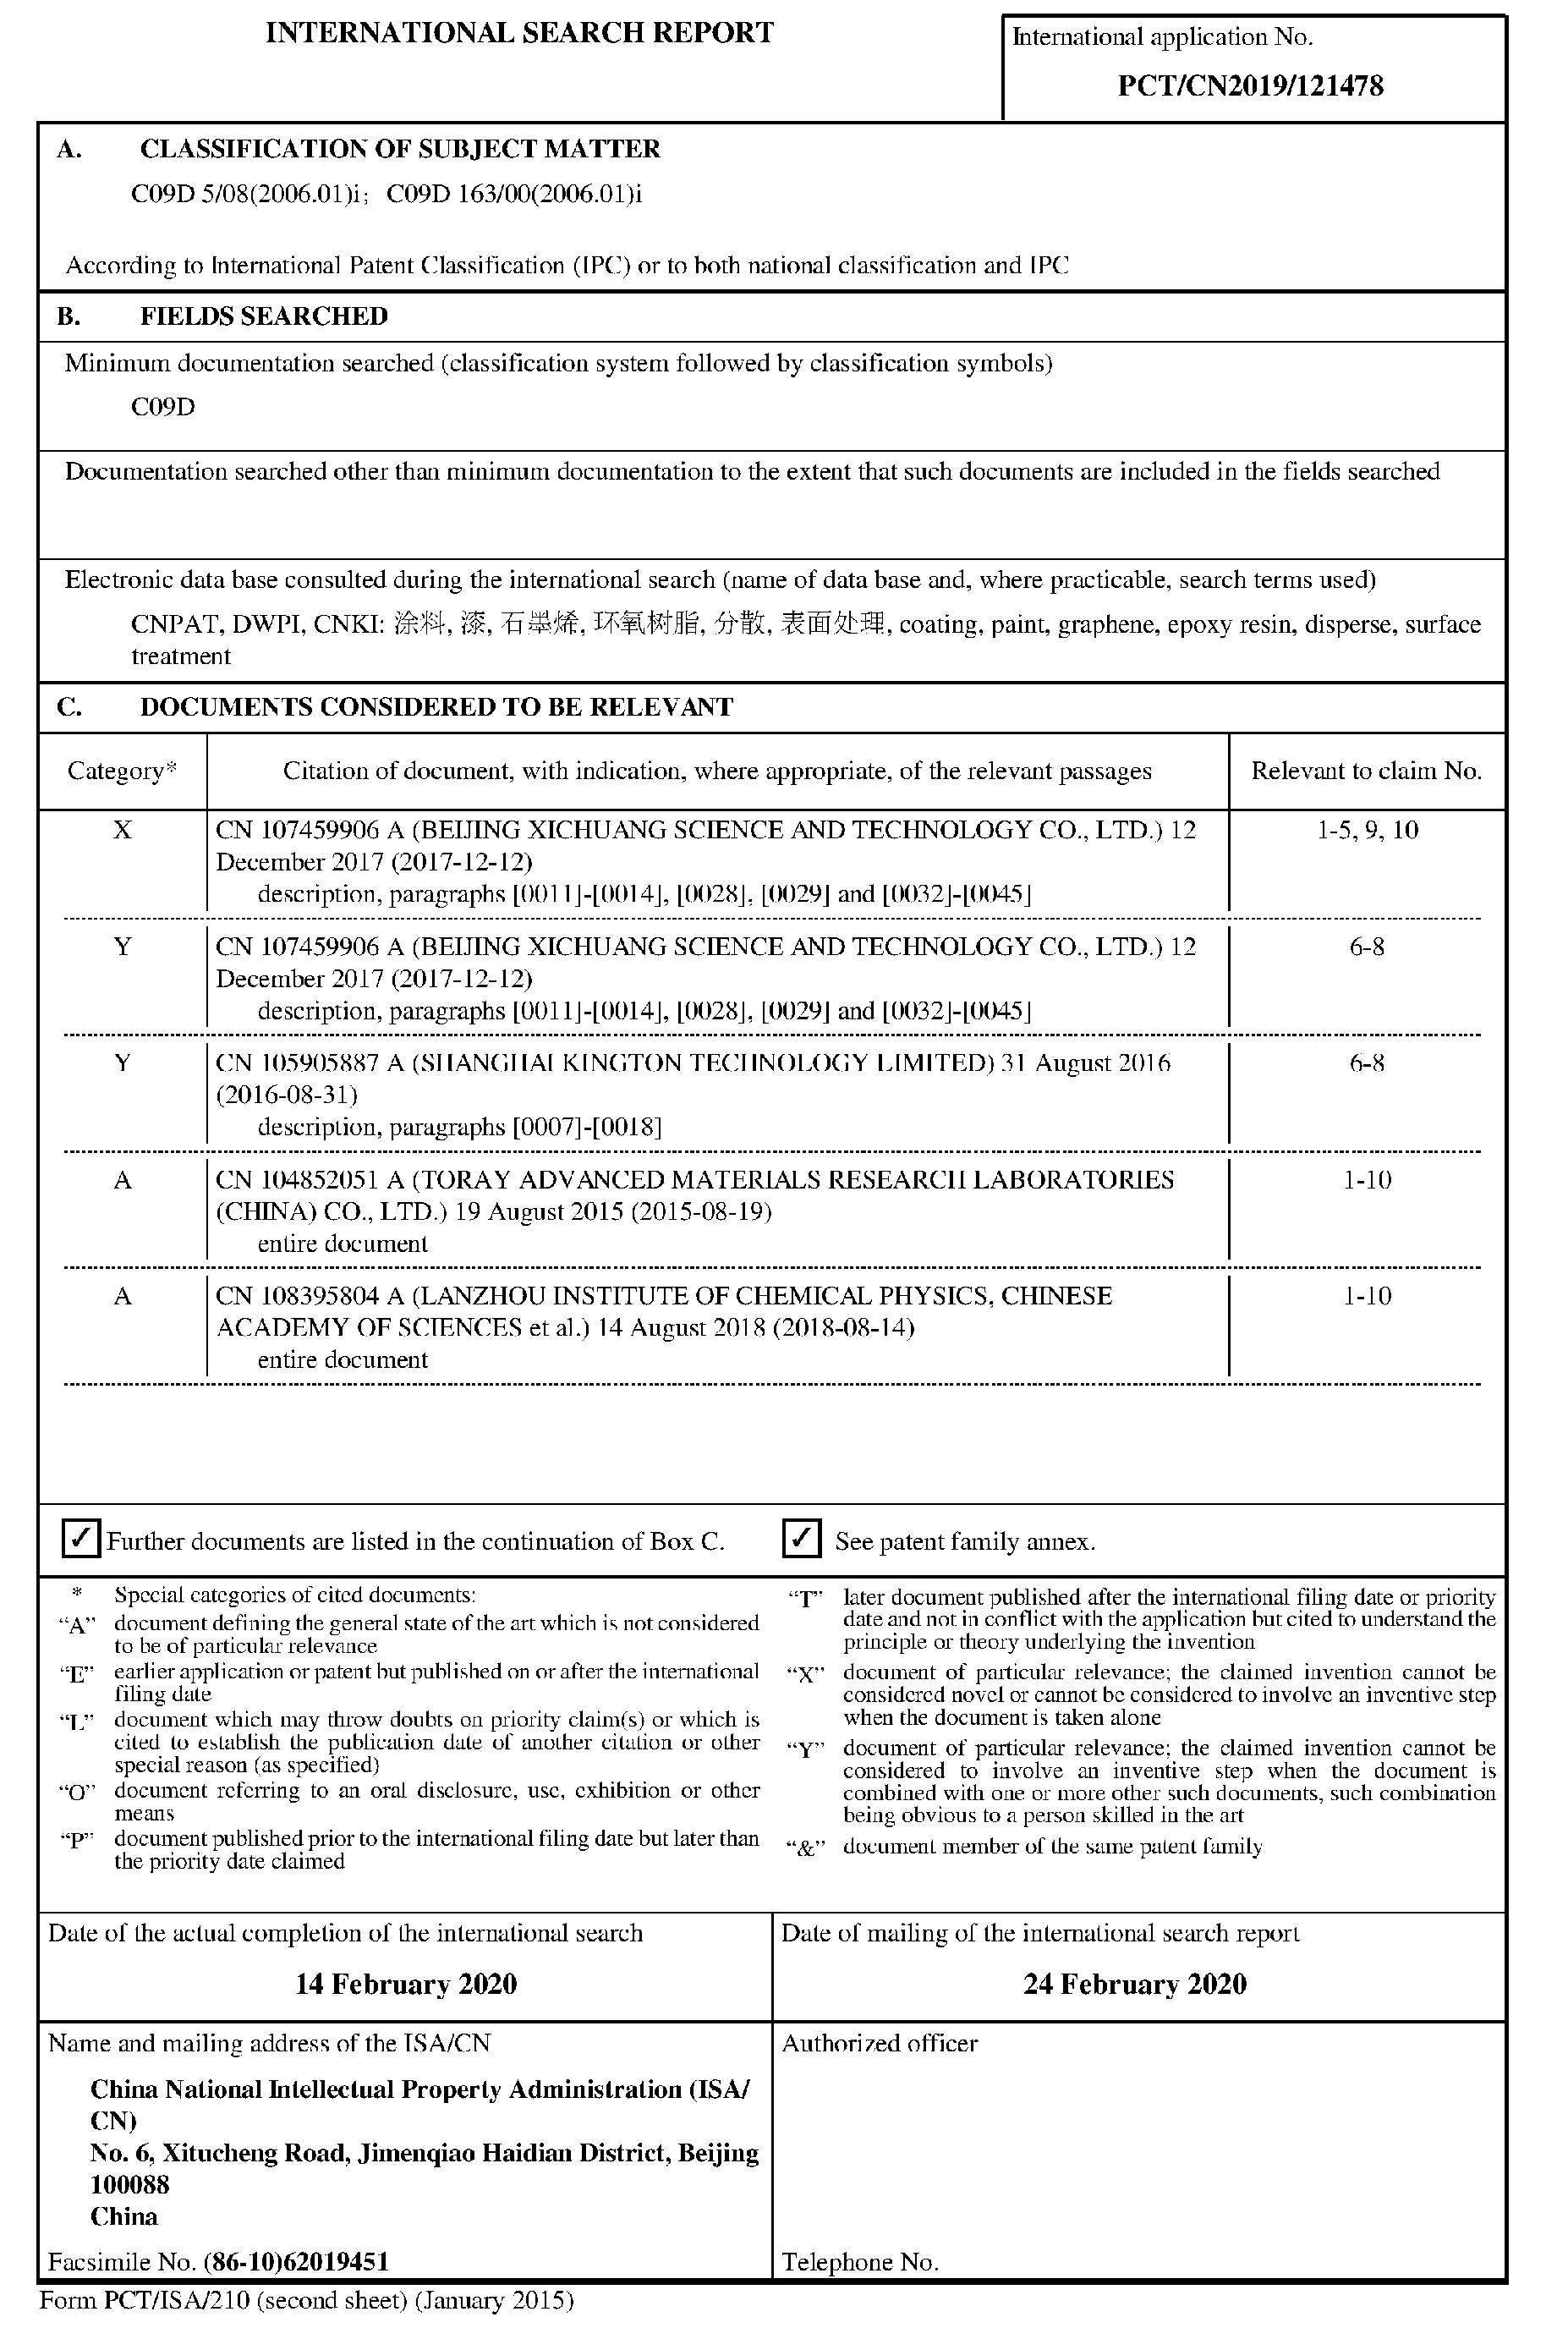 INTERNATIONAL SEARCH REPORT
International application No.
PCT/CN2019/121478
A. CLASSIFICATION OF SUBJECT MATTER
C09D 5/08(2006.01)i; C09D 163/00(2006.01)i
According to International Patent Classification (IPC) or to both national classification and IPC
B. FIELDS SEARCHED
Minimum documentation searched (classification system followed by classification symbols)
C09D
Documentation searched other than minimum documentation to the extent that such documents are included in the fields searched
Electronic data base consulted during the international search (name of data base and, where practicable, search terms used)
CNPAT, DWPI, CNKI: 涂料, 漆, 石墨烯, 环氧树脂, 分散, 表面处理, coating, paint, graphene, epoxy resin, disperse, surface
treatment
C. DOCUMENTS CONSIDERED TO BE RELEVANT
Category* Citation of document, with indication, where appropriate, of the relevant passages Relevant to claim No.
X CN 107459906 A (BEIJING XICHUANG SCIENCE AND TECHNOLOGY CO., LTD.) 12 1-5, 9, 10
December 2017 (2017-12-12)
description, paragraphs [0011]-[0014], [0028], [0029] and [0032]-[0045]
Y CN 107459906 A (BEIJING XICHUANG SCIENCE AND TECHNOLOGY CO., LTD.) 12 6-8
December 2017 (2017-12-12)
description, paragraphs [0011]-[0014], [0028], [0029] and [0032]-[0045]
Y CN 105905887 A (SHANGHAI KINGTON TECHNOLOGY LIMITED) 31 August 2016 6-8
(2016-08-31)
description, paragraphs [0007]-[0018]
A CN 104852051 A (TORAY ADVANCED MATERIALS RESEARCH LABORATORIES 1-10
(CHINA) CO., LTD.) 19 August 2015 (2015-08-19)
entire document
A CN 108395804 A (LANZHOU INSTITUTE OF CHEMICAL PHYSICS, CHINESE 1-10
ACADEMY OF SCIENCES et al.) 14 August 2018 (2018-08-14)
entire document
✓ Further documents are listed in the continuation of Box C. ✓ See patent family annex.
* Special categories of cited documents:
“A” document defining the general state of the art which is not considered
to be of particular relevance
“E” earlier application or patent but published on or after the international
filing date
“L” document which may throw doubts on priority claim(s) or which is
cited to establish the publication date of another citation or other
special reason (as specified)
“O” document referring to an oral disclosure, use, exhibition or other
means
“P” document published prior to the international filing date but later than
the priority date claimed
“T” later document published after the international filing date or priority
date and not in conflict with the application but cited to understand the
principle or theory underlying the invention
“X” document of particular relevance; the claimed invention cannot be
considered novel or cannot be considered to involve an inventive step
when the document is taken alone
“Y” document of particular relevance; the claimed invention cannot be
considered to involve an inventive step when the document is
combined with one or more other such documents, such combination
being obvious to a person skilled in the art
“&” document member of the same patent family
Date of the actual completion of the international search
14 February 2020
Date of mailing of the international search report
24 February 2020
Name and mailing address of the ISA/CN
China National Intellectual Property Administration (ISA/
CN)
No. 6, Xitucheng Road, Jimenqiao Haidian District, Beijing
100088
China
Facsimile No. (86-10)62019451
Authorized officer
Telephone No.
Form PCT/ISA/210 (second sheet) (January 2015)